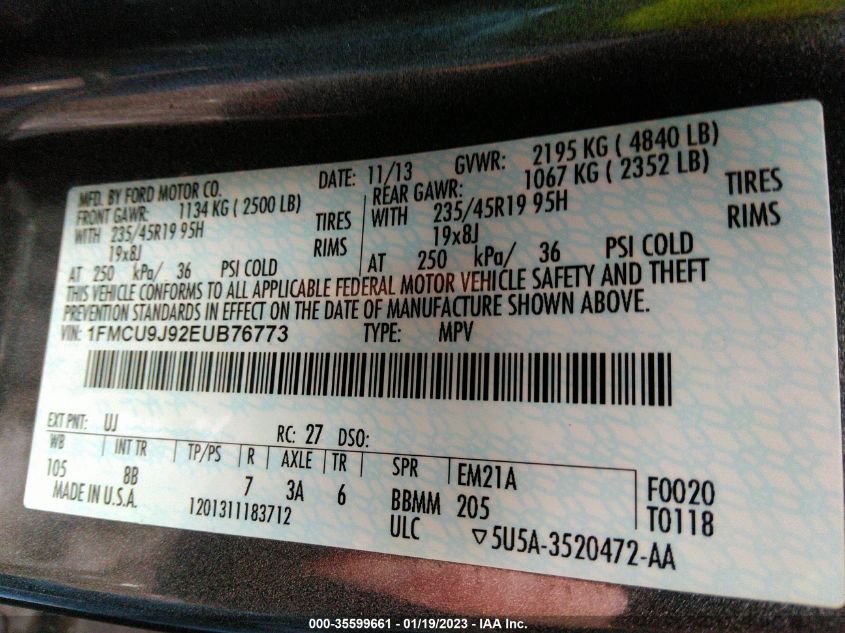 MFD. BY FORD MOTOR CO. DATE: 11/13 GVWR: 2195 KG ( 4840 LB)
FRONT GAWR: 1134 KG ( 2500 LB) REAR GAWR: 1067 KG ( 2352 LB)
WITH 235/45R19 95H TIRES WITH 235/45R19 95H TIRES
19x8J RIMS 19x8J RIMS
AT 250 kPa/ 36 PSI COLD AT 250 kPa/ 36 PSI COLD
THIS VEHICLE CONFORMS TO ALL APPLICABLE FEDERAL MOTOR VEHICLE SAFETY AND THEFT
PREVENTION STANDARDS IN EFFECT ON THE DATE OF MANUFACTURE SHOWN ABOVE.
VIN: 1FMCU9J92EUB76773 TYPE: MPV
EXT PNT: UJ RC: 27 DSO:
WB INT TR TP/PS R AXLE TR SPR EM21A
105 8B 7 3A 6 BBMM 205 F0020
MADE IN U.S.A. 1201311183712 ULC T0118
▽5U5A-3520472-AA
000-35599661 - 01/19/2023 - IAA Inc.